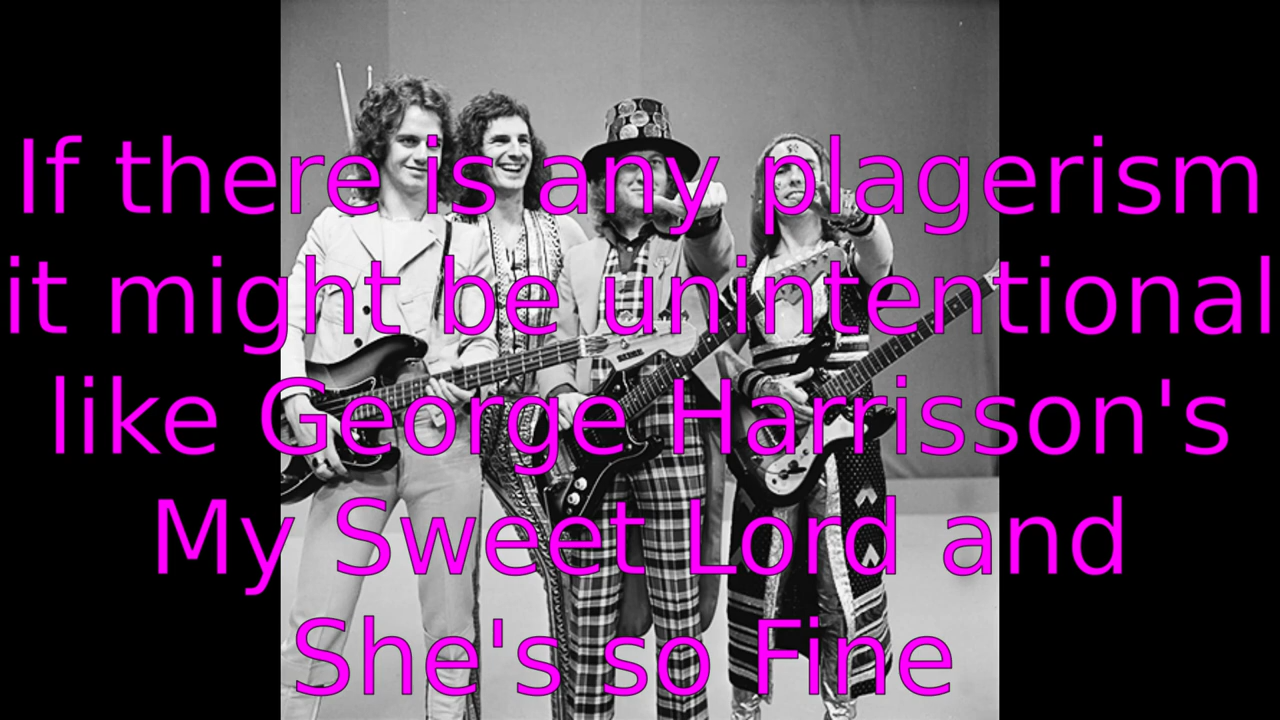 If there is any plagerism
it might be unintentional
like George Harrisson's
My Sweet Lord and
She's so Fine